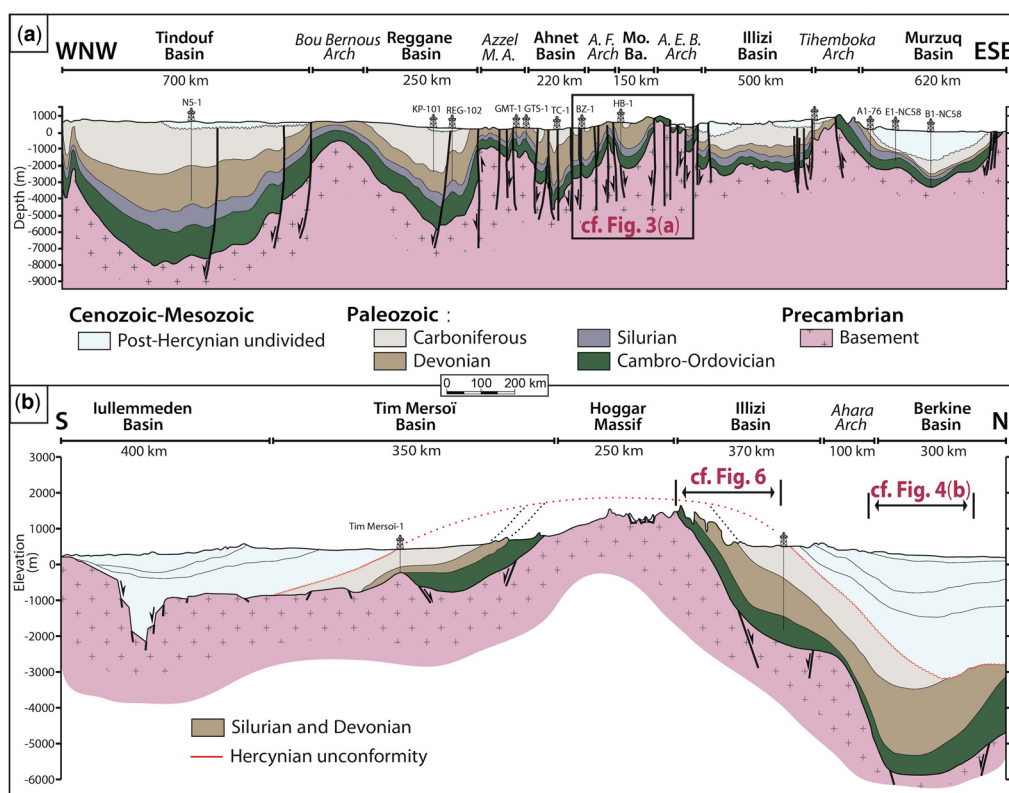 (a)
WNW
Tindouf
Basin
Bou Bernous
Arch
Reggane
Basin
Azzel
M. A.
Ahnet
Basin
A. F.
Arch
Mo.
Ba.
A. E. B.
Arch
Illizi
Basin
Tihemboka
Arch
Murzuq
Basin
ESE
700 km
250 km
220 km
150 km
500 km
620 km
N5-1
KP-101
REG-102
GMT-1
GTS-1
TC-1
BZ-1
HB-1
A1-76
E1-NC58
B1-NC58
Depth (m)
1000
0
-1000
-2000
-3000
-4000
-5000
-6000
-7000
-8000
-9000
cf. Fig. 3(a)
Cenozoic-Mesozoic
Post-Hercynian undivided
Paleozoic :
Carboniferous
Devonian
Silurian
Cambro-Ordovician
Precambrian
Basement
0 100 200 km
(b)
S
Iullemmeden
Basin
Tim Mersoï
Basin
Hoggar
Massif
Illizi
Basin
Ahara
Arch
Berkine
Basin
N
400 km
350 km
250 km
370 km
100 km
300 km
cf. Fig. 6
cf. Fig. 4(b)
Tim Mersoï-1
Elevation
(m)
3000
2000
1000
0
-1000
-2000
-3000
-4000
-5000
-6000
Silurian and Devonian
Hercynian unconformity